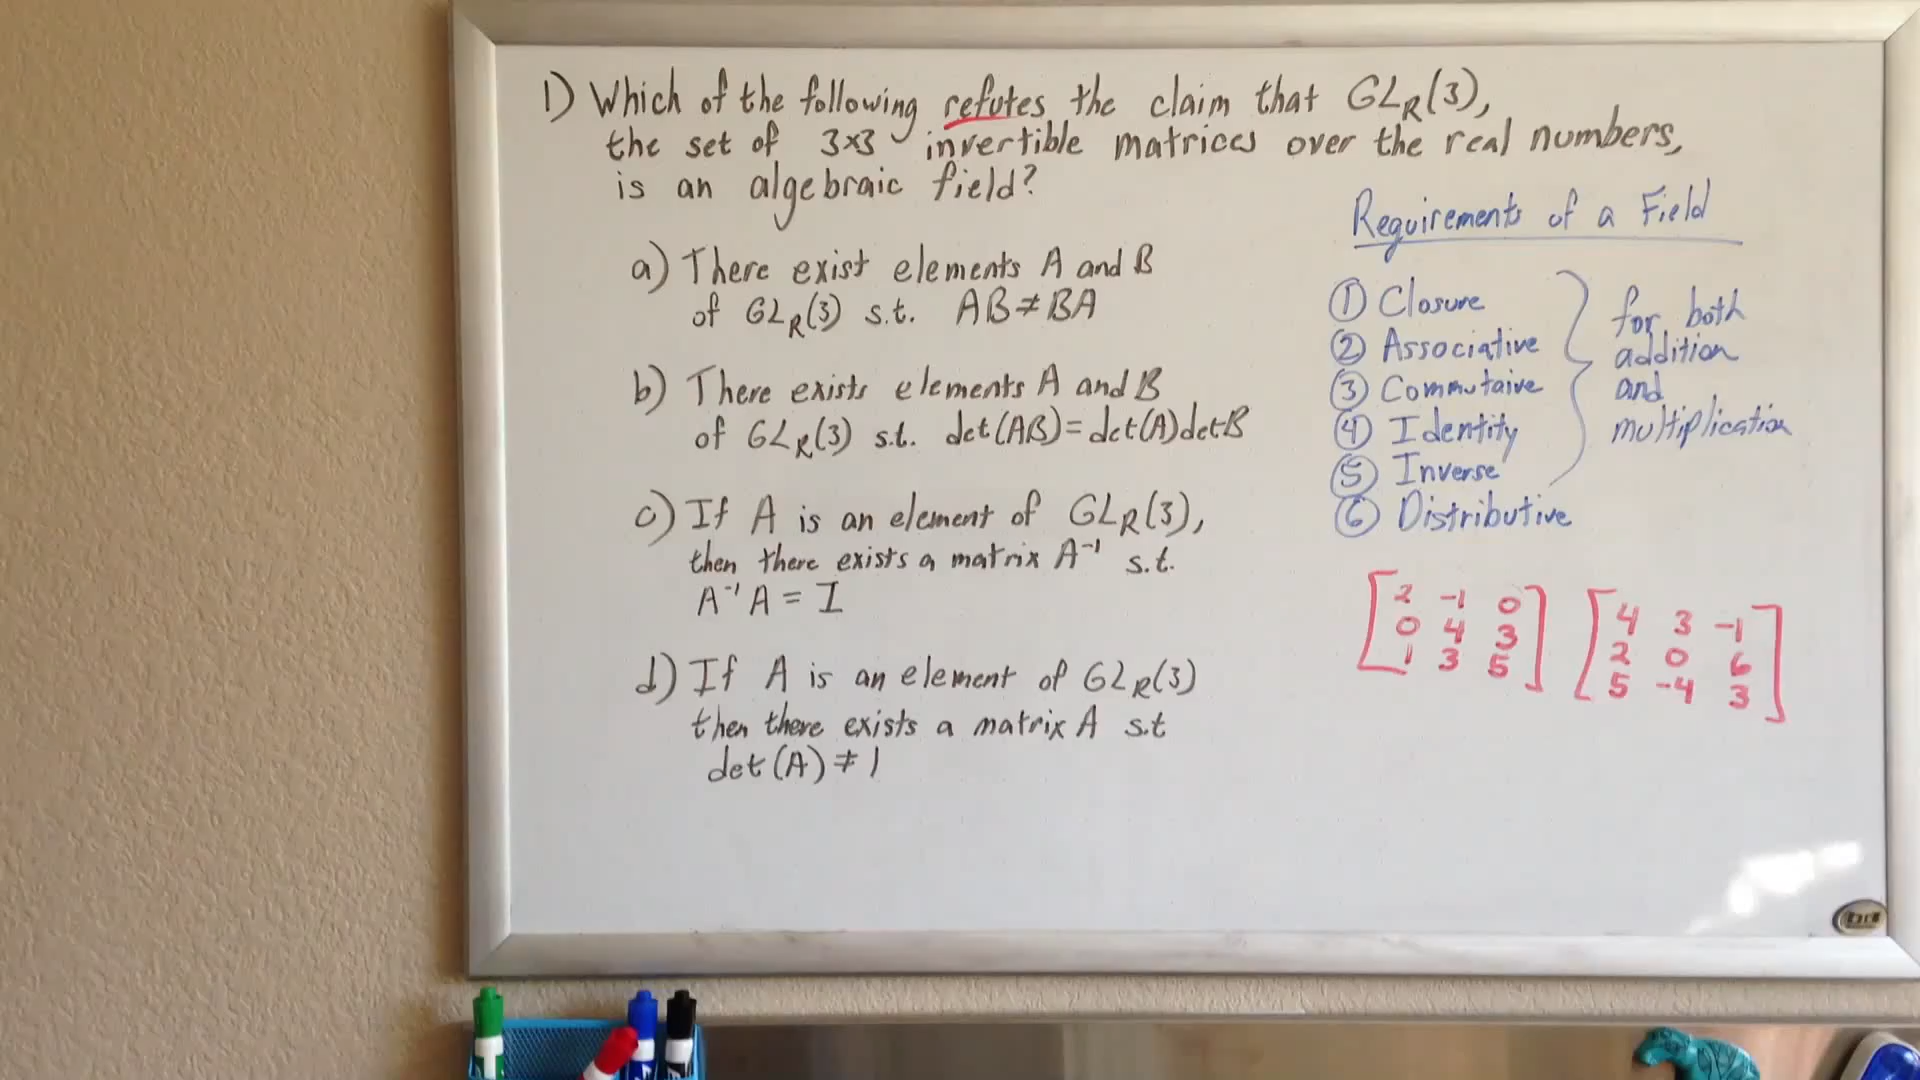 1) Which of the following refutes the claim that GL_R(3),
the set of 3x3 invertible matrices over the real numbers,
is an algebraic field?
a) There exist elements A and B
of GL_R(3) s.t. AB≠BA
b) There exists elements A and B
of GL_R(3) s.t. det(AB)=det(A)detB
c) If A is an element of GL_R(3),
then there exists a matrix A⁻¹ s.t.
A⁻¹A = I
d) If A is an element of GL_R(3)
then there exists a matrix A s.t
det(A)≠1
Requirements of a Field
① Closure
② Associative
③ Commutaive
④ Identity
⑤ Inverse
⑥ Distributive
for both
addition
and
multiplication
2 -1 0
0 4 3
1 3 5
4 3 -1
2 0 6
5 -4 3